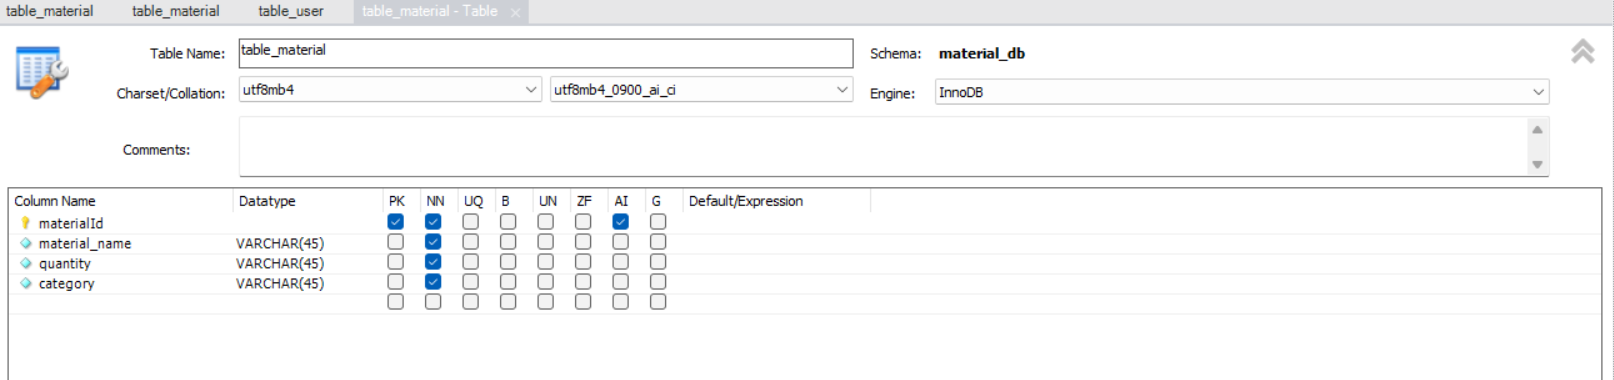 table_material table_material table_user table_material - Table ×
Table Name: table_material Schema: material_db
Charset/Collation: utf8mb4 utf8mb4_0900_ai_ci Engine: InnoDB
Comments:
Column Name Datatype PK NN UQ B UN ZF AI G Default/Expression
materialId
material_name VARCHAR(45)
quantity VARCHAR(45)
category VARCHAR(45)